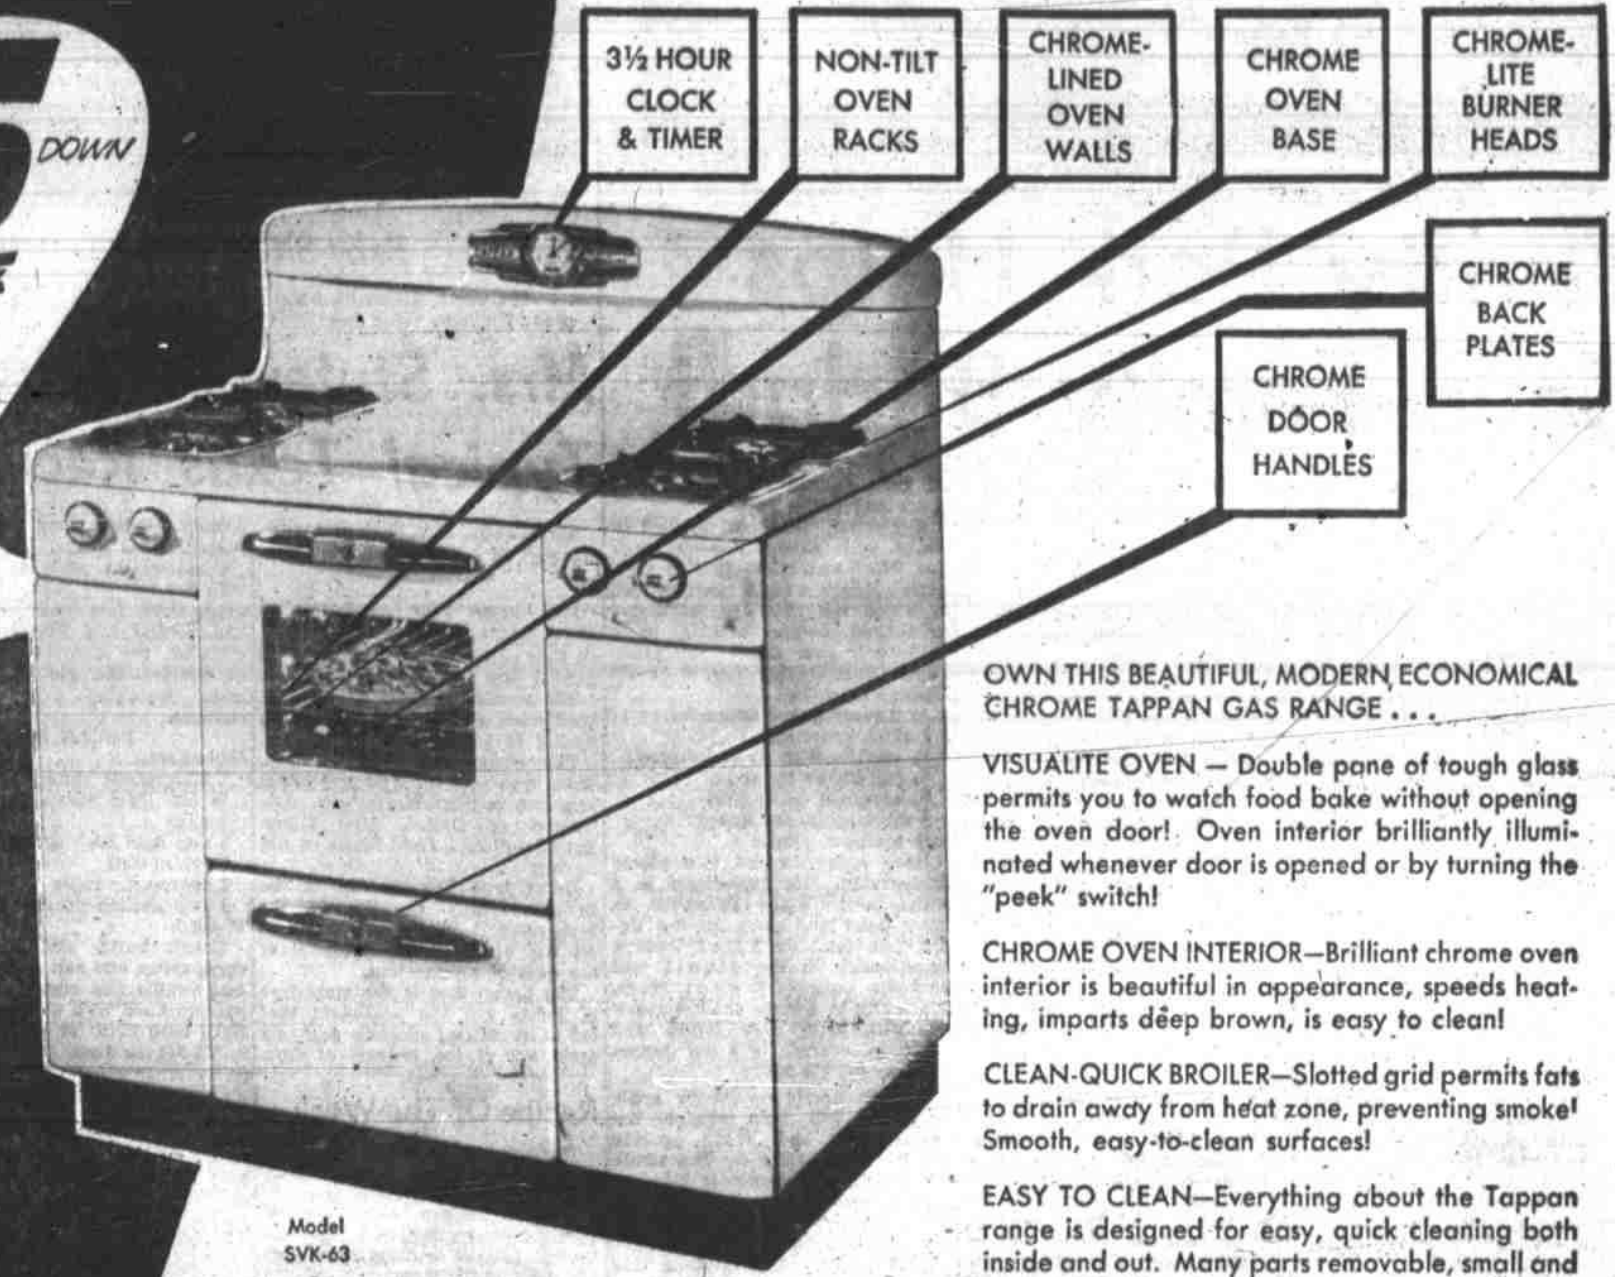 5
DOWN
3½ HOUR
CLOCK
& TIMER
NON-TILT
OVEN
RACKS
CHROME-
LINED
OVEN
WALLS
CHROME
OVEN
BASE
CHROME-
LITE
BURNER
HEADS
CHROME
BACK
PLATES
CHROME
DOOR
HANDLES
OWN THIS BEAUTIFUL, MODERN, ECONOMICAL
CHROME TAPPAN GAS RANGE . . .
VISUALITE OVEN — Double pane of tough glass
permits you to watch food bake without opening
the oven door! Oven interior brilliantly illumi-
nated whenever door is opened or by turning the
"peek" switch!
CHROME OVEN INTERIOR—Brilliant chrome oven
interior is beautiful in appearance, speeds heat-
ing, imparts deep brown, is easy to clean!
CLEAN-QUICK BROILER—Slotted grid permits fats
to drain away from heat zone, preventing smoke!
Smooth, easy-to-clean surfaces!
EASY TO CLEAN—Everything about the Tappan
range is designed for easy, quick cleaning both
inside and out. Many parts removable, small and
Model
SVK-63